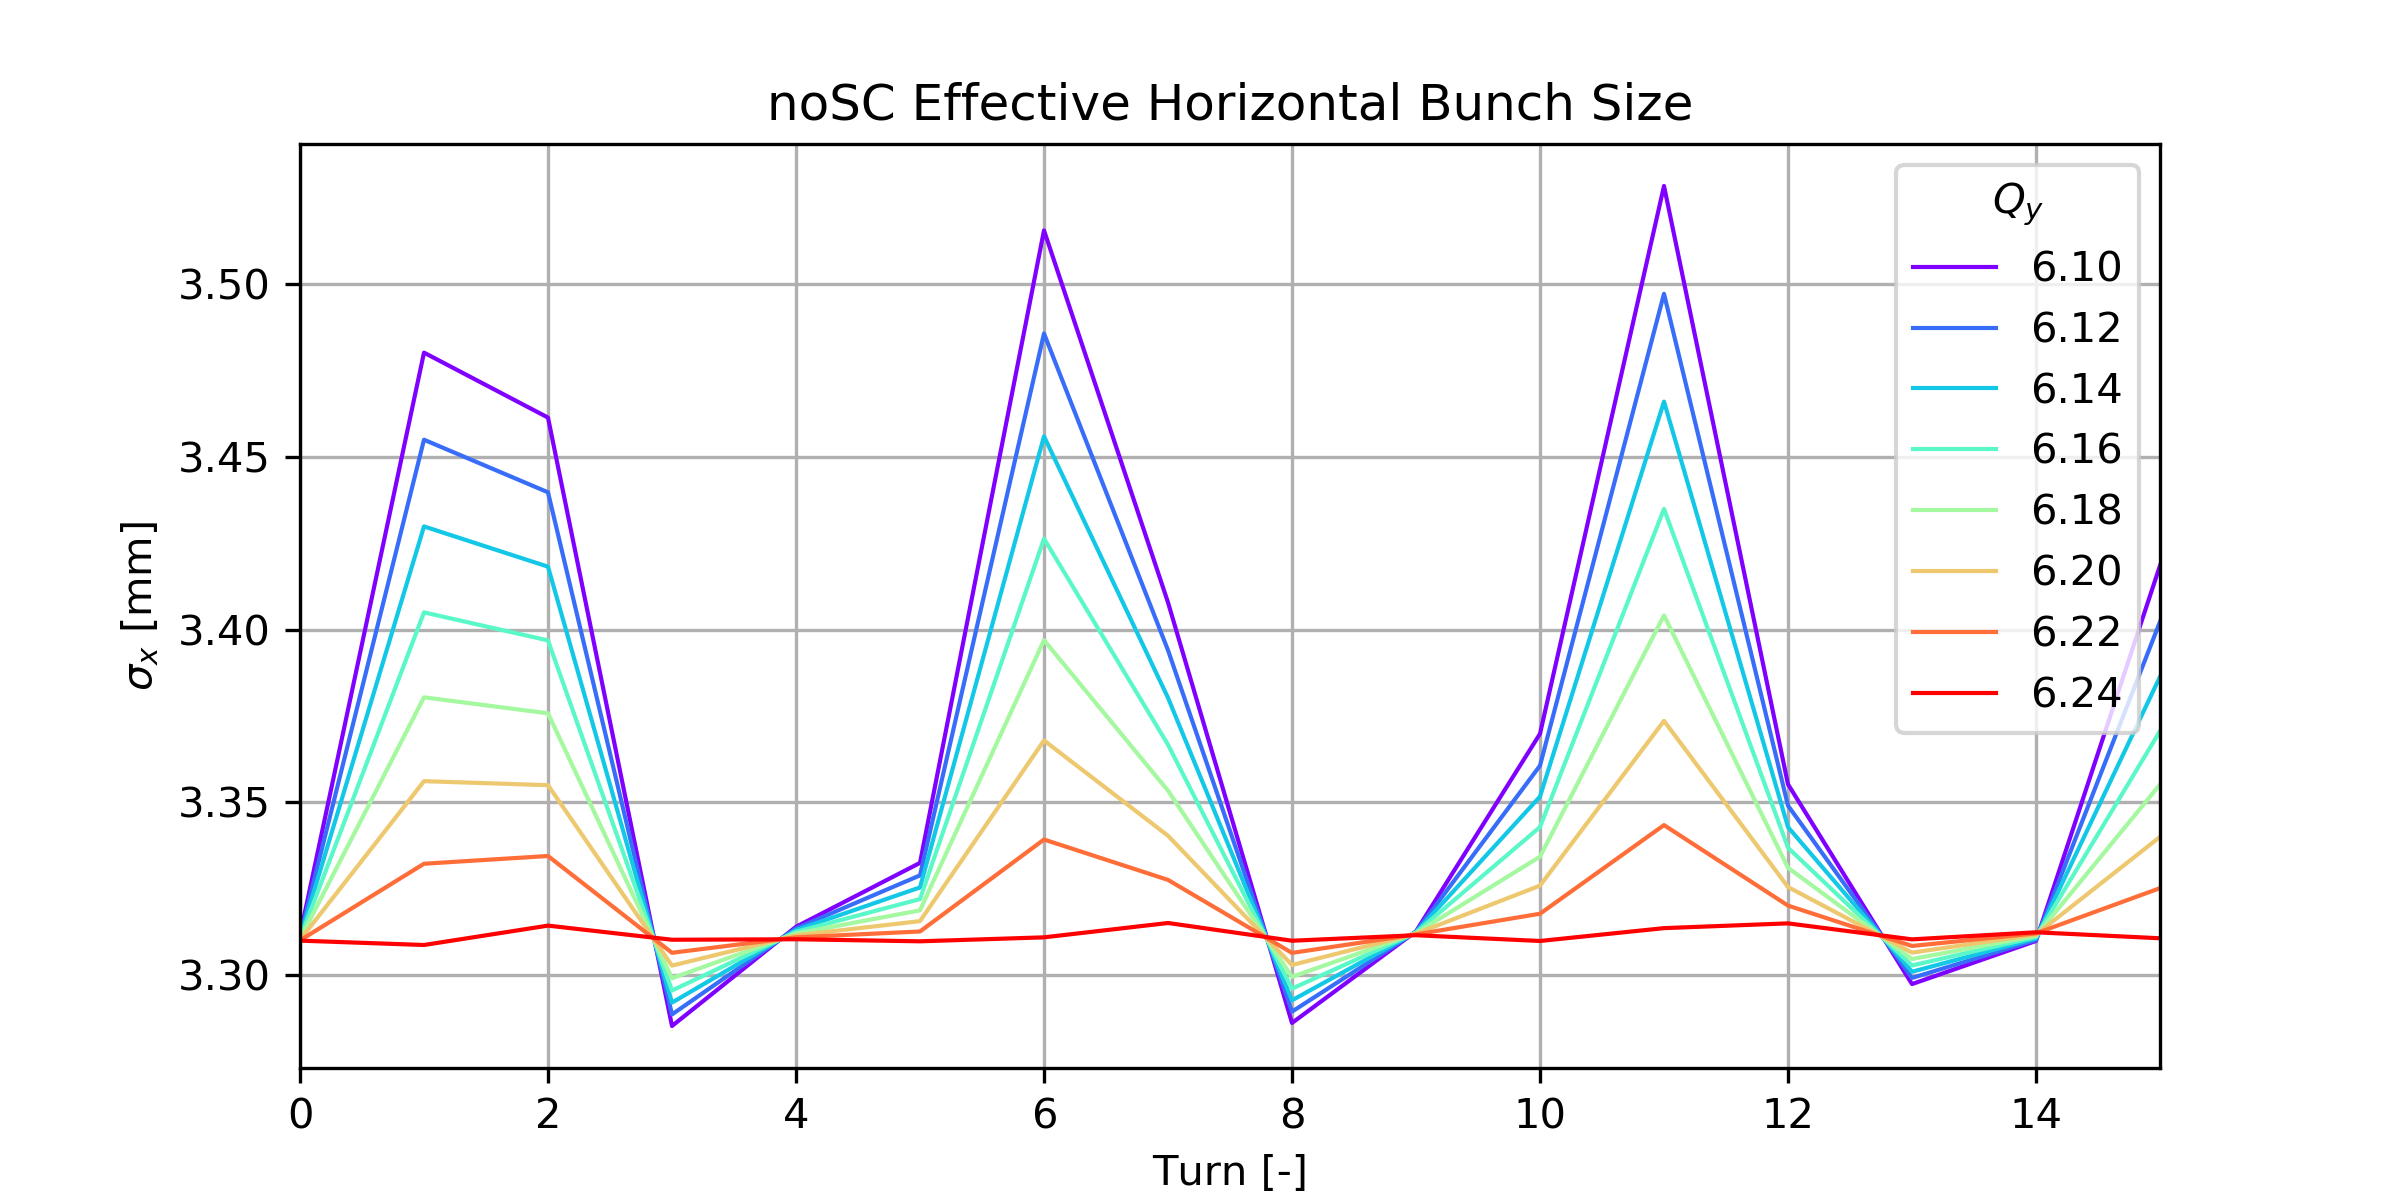 noSC Effective Horizontal Bunch Size
σx [mm]
3.50
3.45
3.40
3.35
3.30
Qy
6.10
6.12
6.14
6.16
6.18
6.20
6.22
6.24
0 2 4 6 8 10 12 14
Turn [-]